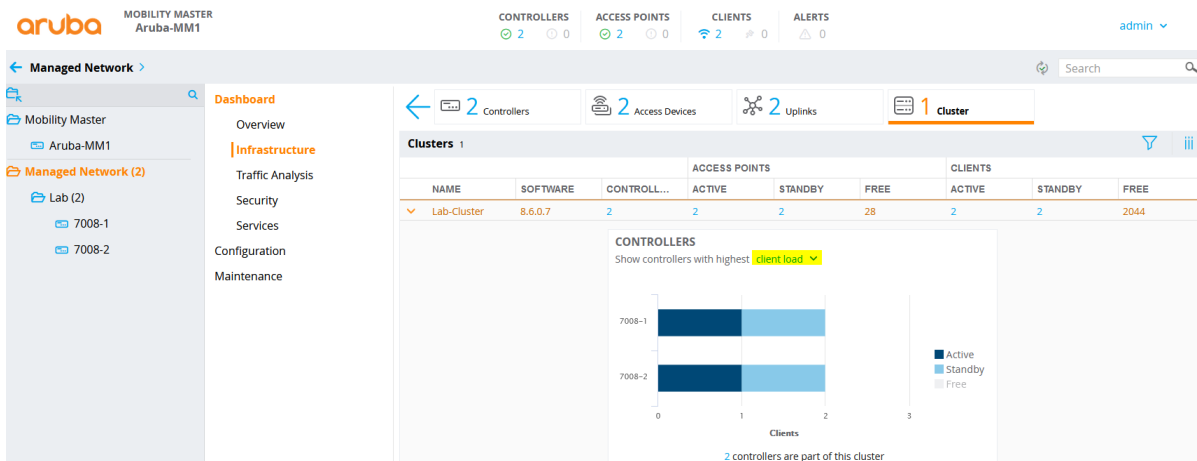 aruba
MOBILITY MASTER
Aruba-MM1
CONTROLLERS
2 0
ACCESS POINTS
2 0
CLIENTS
2 0
ALERTS
0
admin
Managed Network >
Search
Mobility Master
Aruba-MM1
Managed Network (2)
Lab (2)
7008-1
7008-2
Dashboard
Overview
Infrastructure
Traffic Analysis
Security
Services
Configuration
Maintenance
2 Controllers
2 Access Devices
2 Uplinks
1 Cluster
Clusters 1
ACCESS POINTS CLIENTS
NAME SOFTWARE CONTROLL... ACTIVE STANDBY FREE ACTIVE STANDBY FREE
Lab-Cluster 8.6.0.7 2 2 2 28 2 2 2044
CONTROLLERS
Show controllers with highest client load
7008-1
7008-2
Active
Standby
Free
0 1 2 3
Clients
2 controllers are part of this cluster